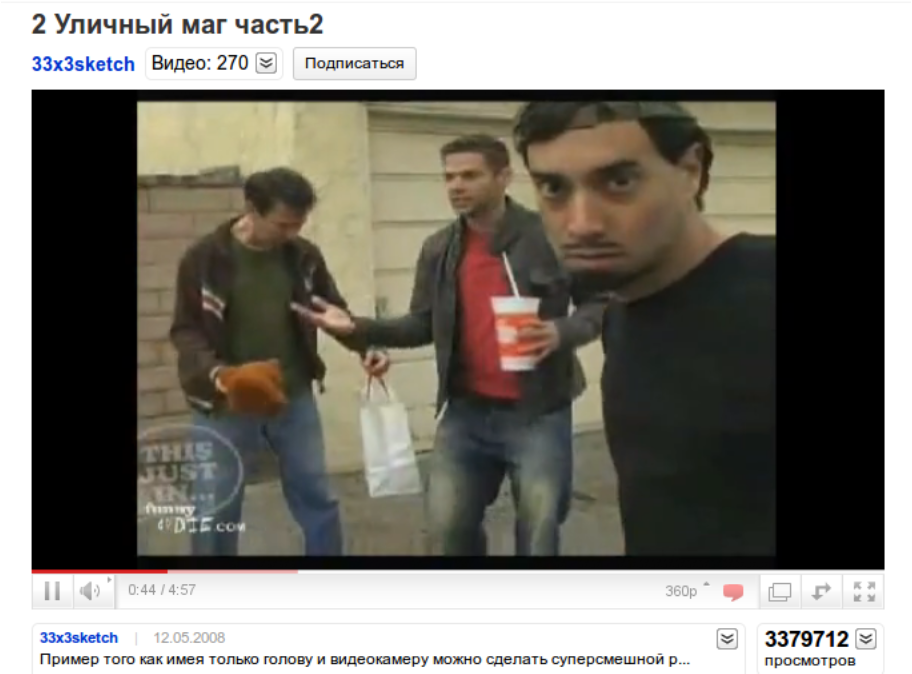 2 Уличный маг часть2
33x3sketch Видео: 270 Подписаться
THIS
JUST
IN...
funny
OR DIE.COM
0:44 / 4:57 360p
33x3sketch | 12.05.2008 3379712
Пример того как имея только голову и видеокамеру можно сделать суперсмешной р... просмотров